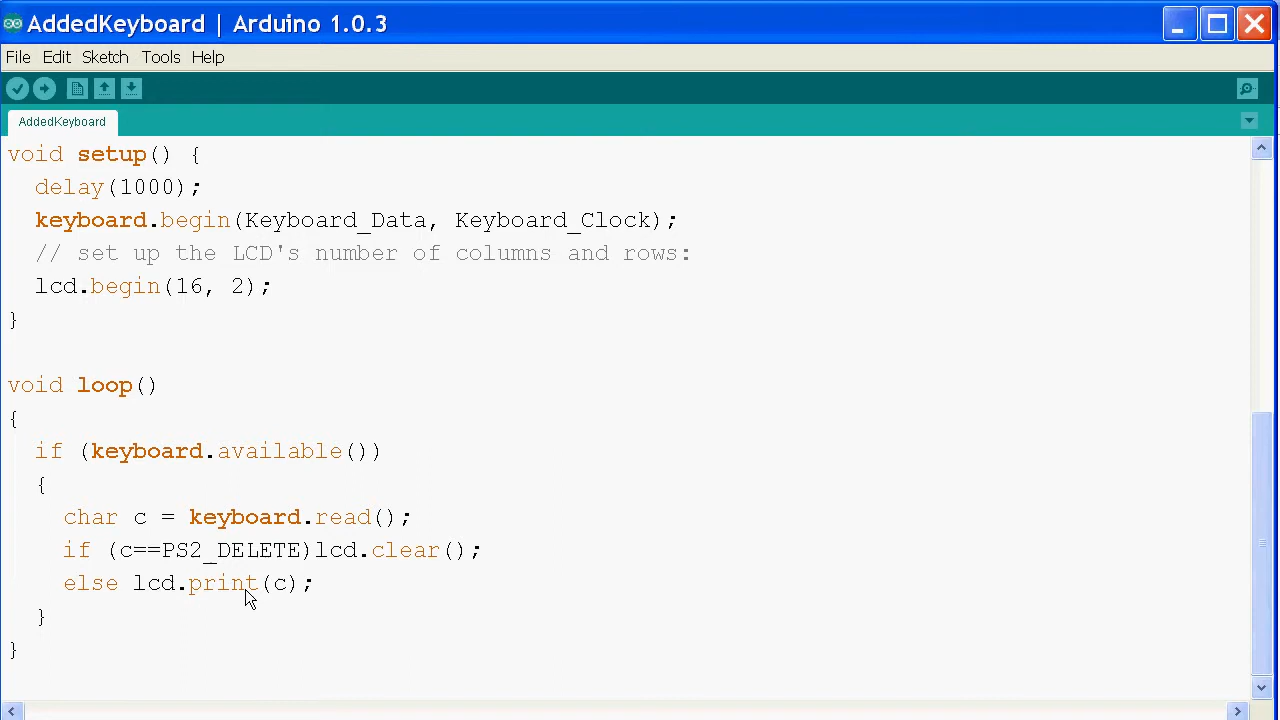 AddedKeyboard | Arduino 1.0.3
File Edit Sketch Tools Help
AddedKeyboard
void setup() {
  delay(1000);
  keyboard.begin(Keyboard_Data, Keyboard_Clock);
  // set up the LCD's number of columns and rows:
  lcd.begin(16, 2);
}
void loop()
{
  if (keyboard.available())
  {
    char c = keyboard.read();
    if (c==PS2_DELETE)lcd.clear();
    else lcd.print(c);
  }
}